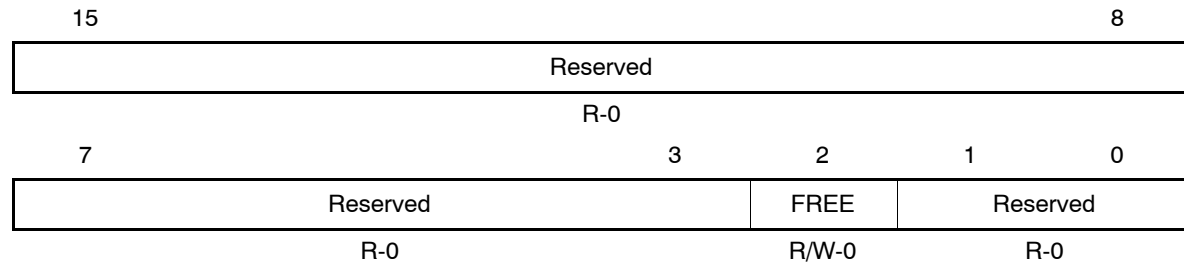 15 8
Reserved
R-0
7 3 2 1 0
Reserved FREE Reserved
R-0 R/W-0 R-0